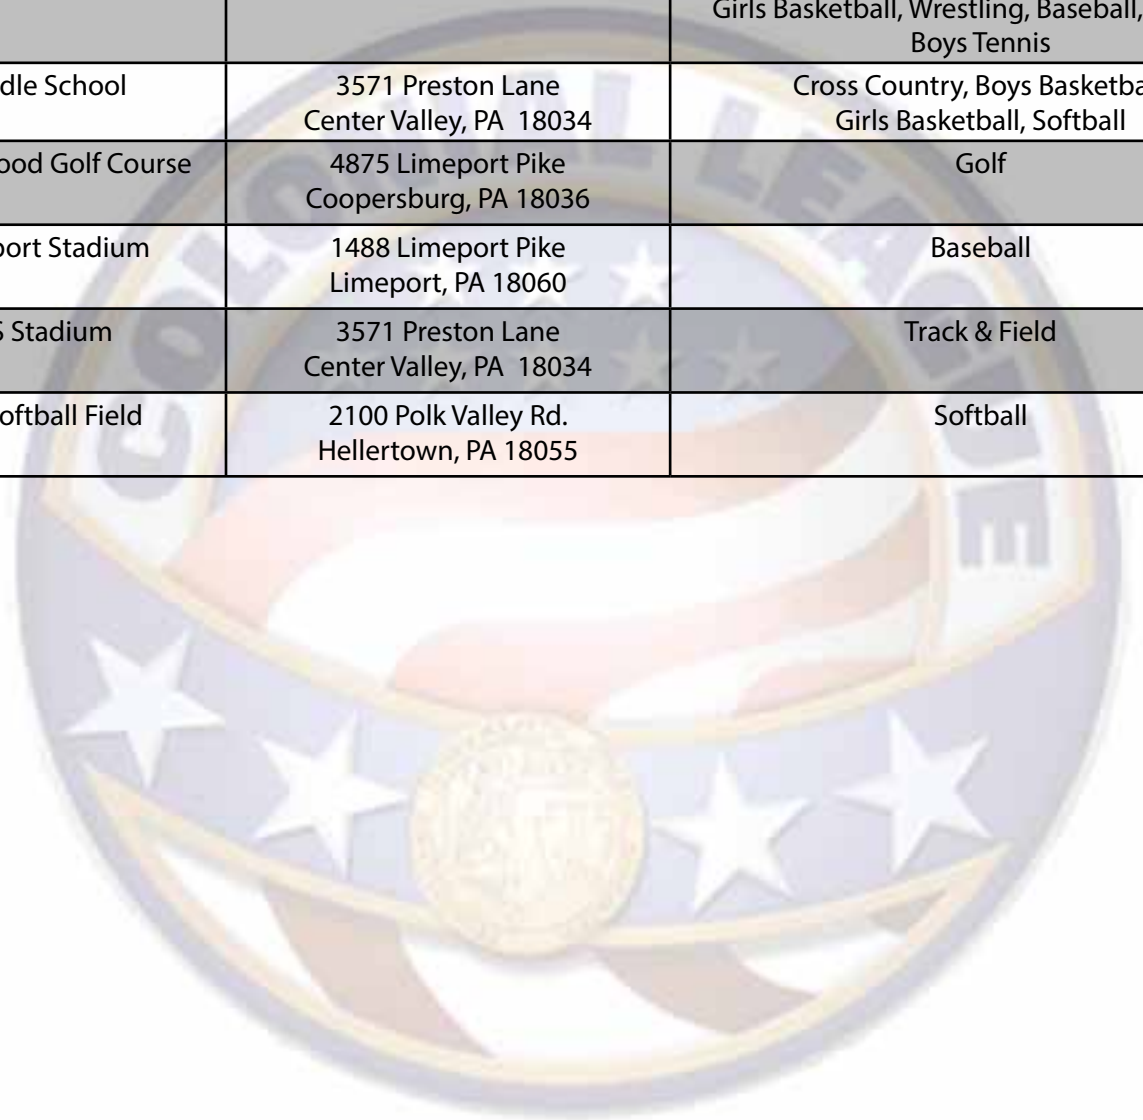 Girls Basketball, Wrestling, Baseball,
Boys Tennis
dle School
3571 Preston Lane
Center Valley, PA  18034
Cross Country, Boys Basketba
Girls Basketball, Softball
ood Golf Course
4875 Limeport Pike
Coopersburg, PA 18036
Golf
port Stadium
1488 Limeport Pike
Limeport, PA 18060
Baseball
S Stadium
3571 Preston Lane
Center Valley, PA  18034
Track & Field
oftball Field
2100 Polk Valley Rd.
Hellertown, PA 18055
Softball
COLONIAL LEAGUE